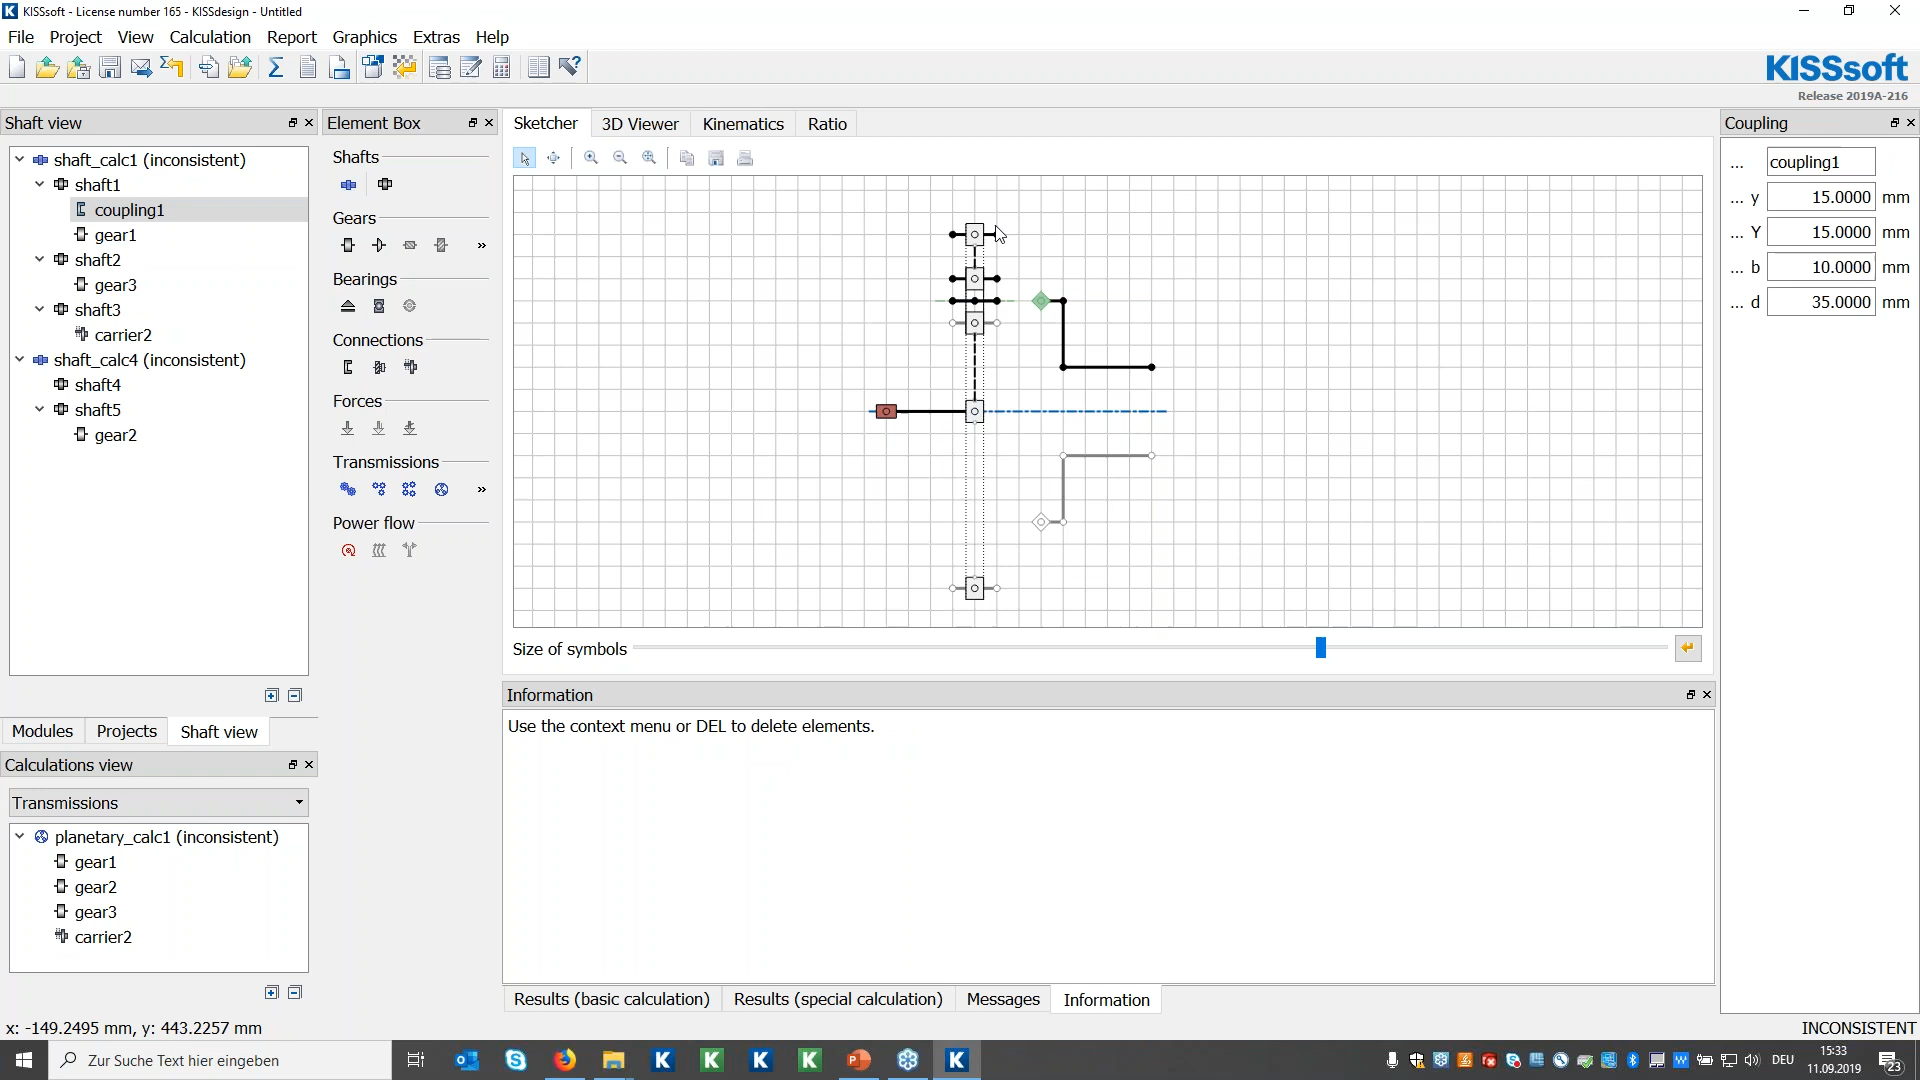 KISSsoft - License number 165 - KISSdesign - Untitled
File Project View Calculation Report Graphics Extras Help
KISSsoft
Release 2019A-216
Shaft view
shaft_calc1 (inconsistent)
shaft1
coupling1
gear1
shaft2
gear3
shaft3
carrier2
shaft_calc4 (inconsistent)
shaft4
shaft5
gear2
Modules Projects Shaft view
Calculations view
Transmissions
planetary_calc1 (inconsistent)
gear1
gear2
gear3
carrier2
Element Box
Shafts
Gears
»
Bearings
Connections
Forces
Transmissions
»
Power flow
Sketcher 3D Viewer Kinematics Ratio
Size of symbols
Information
Use the context menu or DEL to delete elements.
Results (basic calculation) Results (special calculation) Messages Information
Coupling
... coupling1
... y 15.0000 mm
... Y 15.0000 mm
... b 10.0000 mm
... d 35.0000 mm
x: -149.2495 mm, y: 443.2257 mm
INCONSISTENT
Zur Suche Text hier eingeben
DEU
15:33
11.09.2019
23